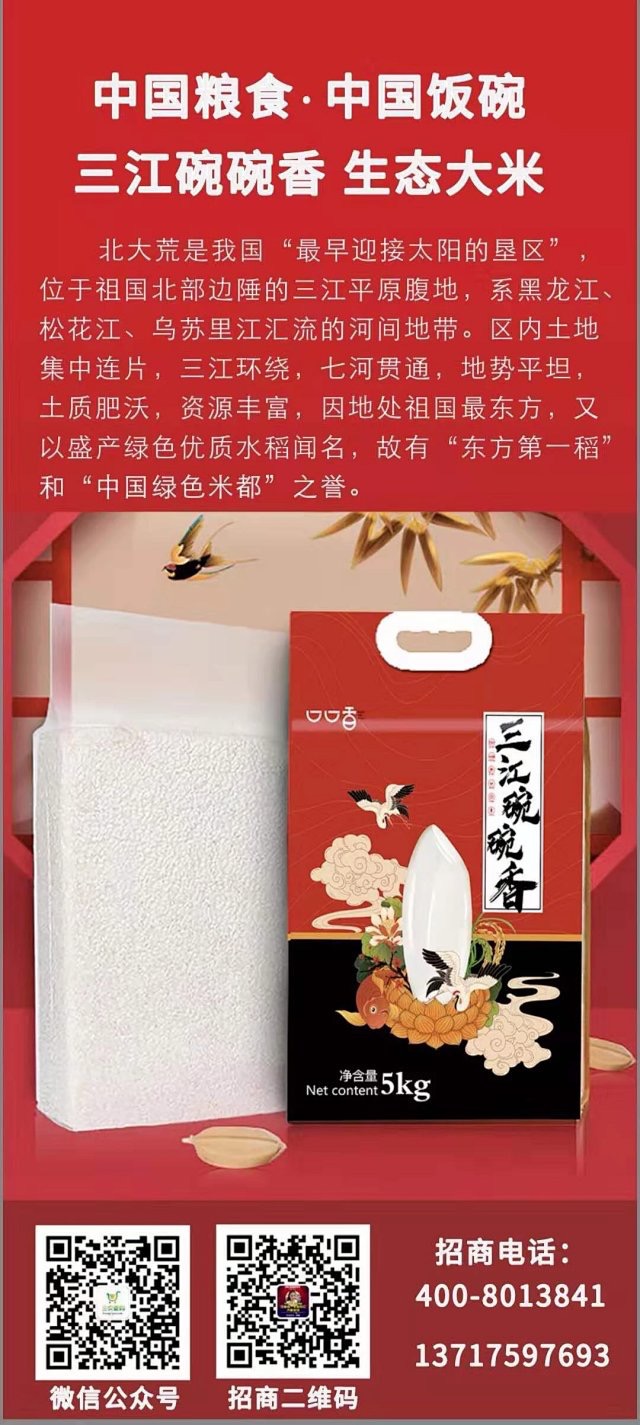 中国粮食·中国饭碗
三江碗碗香 生态大米
北大荒是我国“最早迎接太阳的垦区”，
位于祖国北部边陲的三江平原腹地，系黑龙江、
松花江、乌苏里江汇流的河间地带。区内土地
集中连片，三江环绕，七河贯通，地势平坦，
土质肥沃，资源丰富，因地处祖国最东方，又
以盛产绿色优质水稻闻名，故有“东方第一稻”
和“中国绿色米都”之誉。
口口香
三江碗碗香
净含量
Net content 5kg
招商电话：
400-8013841
13717597693
微信公众号
招商二维码